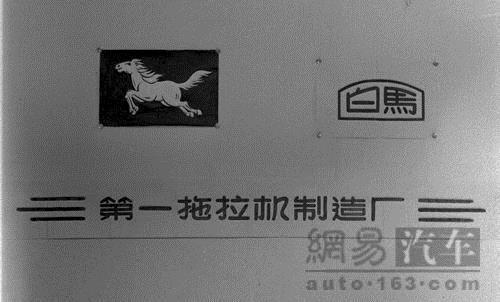 白馬
第一拖拉机制造厂
網易 汽车
auto·163·com